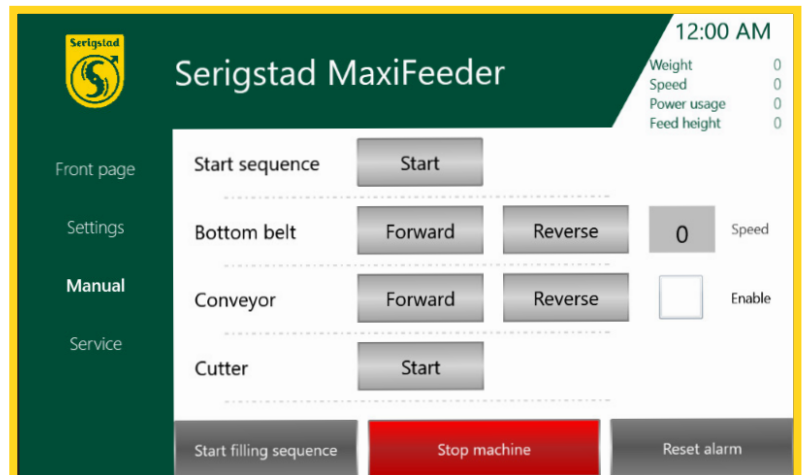 Serigstad
Serigstad MaxiFeeder
12:00 AM
Weight 0
Speed 0
Power usage 0
Feed height 0
Front page
Settings
Manual
Service
Start sequence Start
Bottom belt Forward Reverse 0 Speed
Conveyor Forward Reverse Enable
Cutter Start
Start filling sequence Stop machine Reset alarm